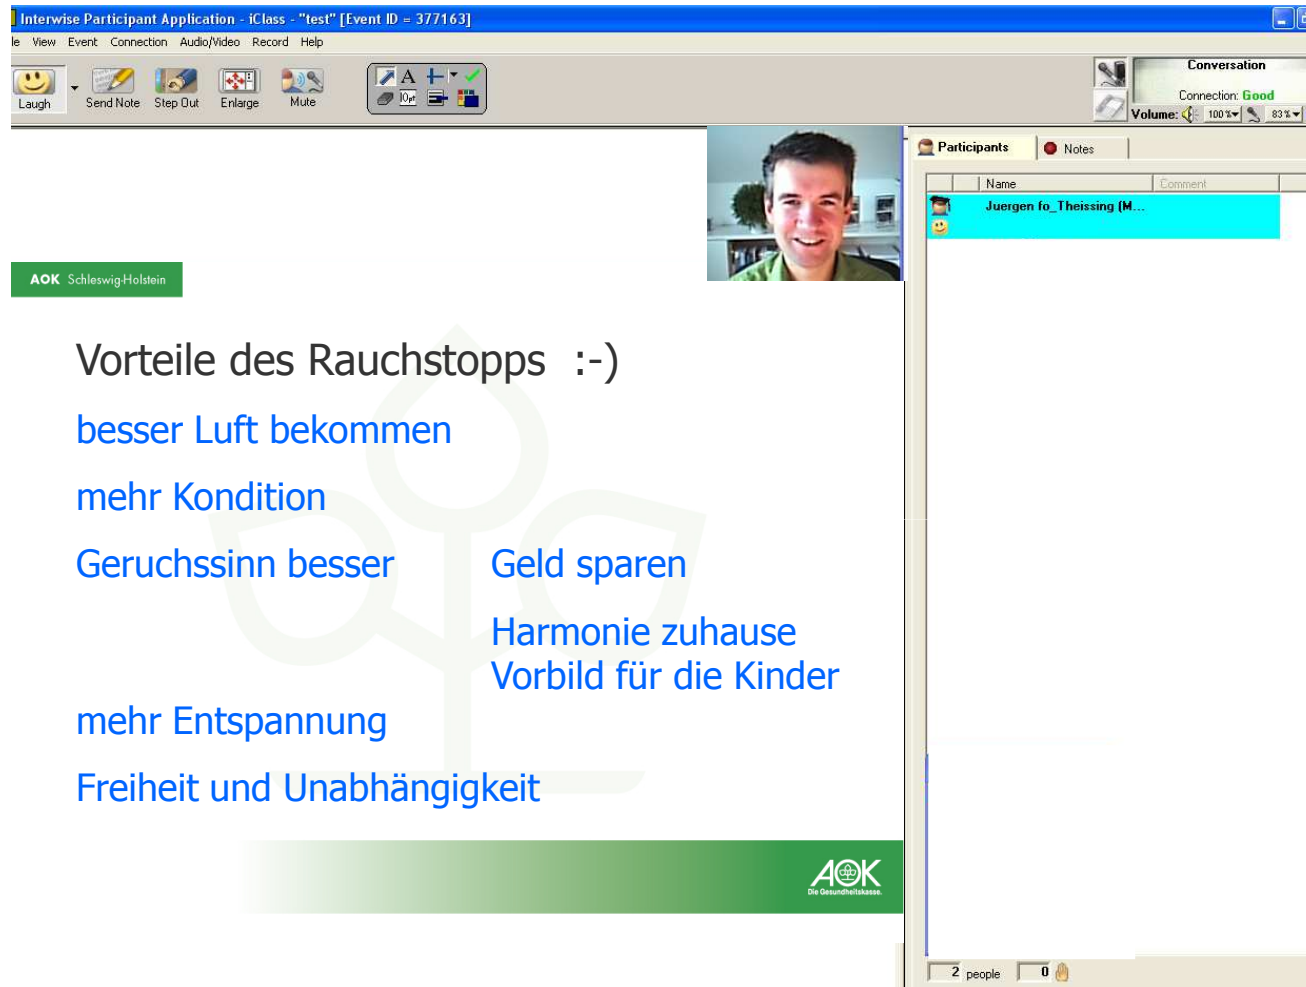 Interwise Participant Application - iClass - "test" [Event ID = 377163]
le View Event Connection Audio/Video Record Help
Laugh Send Note Step Out Enlarge Mute
A
10pt
Conversation
Connection: Good
Volume: 100% 83%
Participants Notes
Name Comment
Juergen fo_Theissing (M...
AOK Schleswig-Holstein
Vorteile des Rauchstopps :-)
besser Luft bekommen
mehr Kondition
Geruchssinn besser Geld sparen
Harmonie zuhause
Vorbild für die Kinder
mehr Entspannung
Freiheit und Unabhängigkeit
AOK
Die Gesundheitskasse.
2 people 0